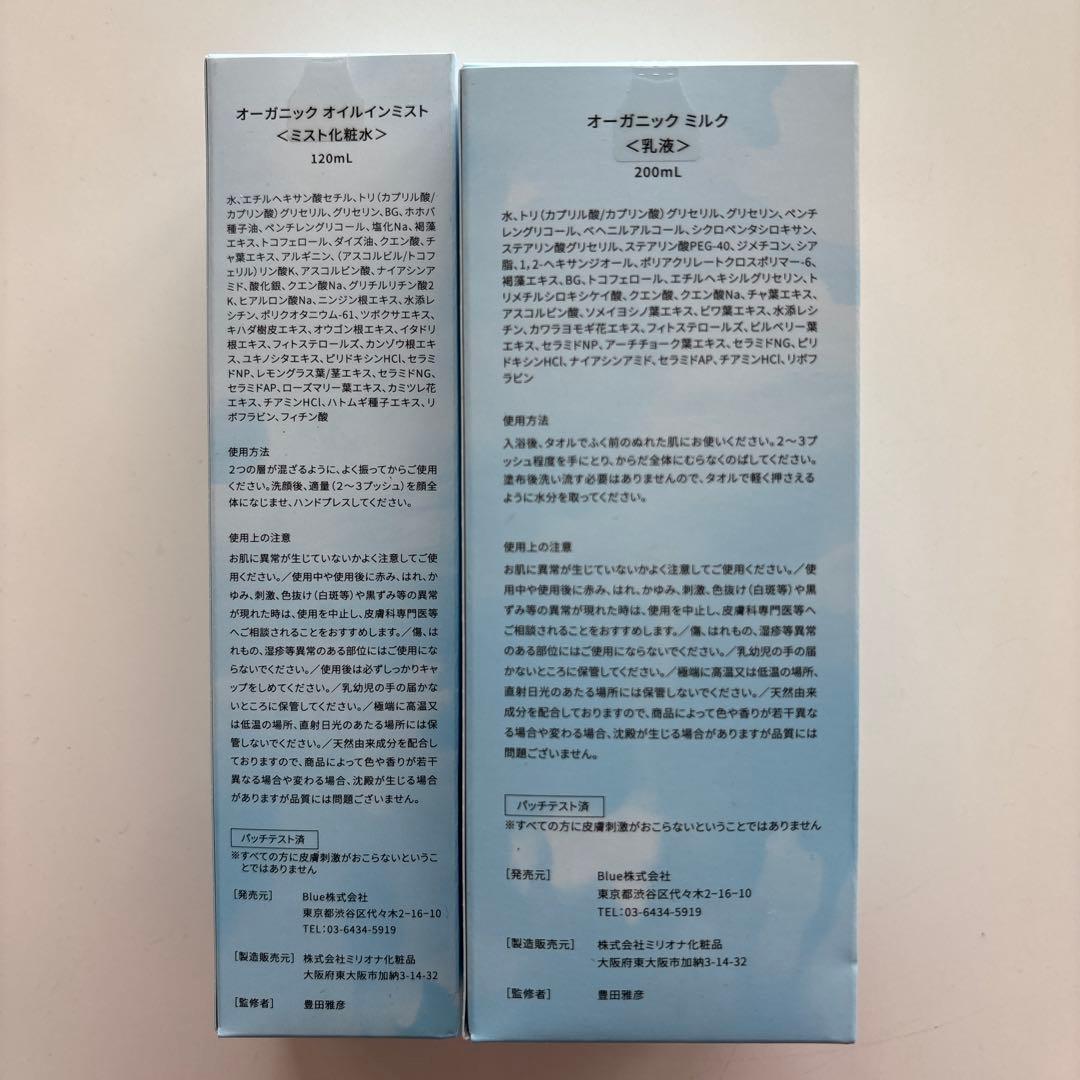 オーガニック オイルインミスト
＜ミスト化粧水＞
120mL
水、エチルヘキサン酸セチル、トリ（カプリル酸/
カプリン酸）グリセリル、グリセリン、BG、ホホバ
種子油、ペンチレングリコール、塩化Na、褐藻
エキス、トコフェロール、ダイズ油、クエン酸、チ
ャ葉エキス、アルギニン、（アスコルビル/トコフ
ェリル）リン酸K、アスコルビン酸、ナイアシンア
ミド、酸化銀、クエン酸Na、グリチルリチン酸2
K、ヒアルロン酸Na、ニンジン根エキス、水添レ
シチン、ポリクオタニウム-61、ツボクサエキス、
キハダ樹皮エキス、オウゴン根エキス、イタドリ
根エキス、フィトステロールズ、カンゾウ根エキ
ス、ユキノシタエキス、ピリドキシンHCl、セラミ
ドNP、レモングラス葉/茎エキス、セラミドNG、
セラミドAP、ローズマリー葉エキス、カミツレ花
エキス、チアミンHCl、ハトムギ種子エキス、リ
ボフラビン、フィチン酸
使用方法
2つの層が混ざるように、よく振ってからご使用
ください。洗顔後、適量（2～3プッシュ）を顔全
体になじませ、ハンドプレスしてください。
使用上の注意
お肌に異常が生じていないかよく注意してご使
用ください。／使用中や使用後に赤み、はれ、か
ゆみ、刺激、色抜け（白斑等）や黒ずみ等の異常
が現れた時は、使用を中止し、皮膚科専門医等
へご相談されることをおすすめします。／傷、は
れもの、湿疹等異常のある部位にはご使用にな
らないでください。／使用後は必ずしっかりキャ
ップをしめてください。／乳幼児の手の届かな
いところに保管してください。／極端に高温又
は低温の場所、直射日光のあたる場所には保
管しないでください。／天然由来成分を配合し
ておりますので、商品によって色や香りが若干
異なる場合や変わる場合、沈殿が生じる場合
がありますが品質には問題ございません。
パッチテスト済
※すべての方に皮膚刺激がおこらないというこ
とではありません
［発売元］ Blue株式会社
東京都渋谷区代々木2-16-10
TEL：03-6434-5919
［製造販売元］ 株式会社ミリオナ化粧品
大阪府東大阪市加納3-14-32
［監修者］ 豊田雅彦
オーガニック ミルク
＜乳液＞
200mL
水、トリ（カプリル酸/カプリン酸）グリセリル、グリセリン、ペンチ
レングリコール、ベヘニルアルコール、シクロペンタシロキサン、
ステアリン酸グリセリル、ステアリン酸PEG-40、ジメチコン、シア
脂、1，2-ヘキサンジオール、ポリアクリレートクロスポリマー-6、
褐藻エキス、BG、トコフェロール、エチルヘキシルグリセリン、ト
リメチルシロキシケイ酸、クエン酸、クエン酸Na、チャ葉エキス、
アスコルビン酸、ソメイヨシノ葉エキス、ビワ葉エキス、水添レシ
チン、カワラヨモギ花エキス、フィトステロールズ、ビルベリー葉
エキス、セラミドNP、アーチチョーク葉エキス、セラミドNG、ピリ
ドキシンHCl、ナイアシンアミド、セラミドAP、チアミンHCl、リボフ
ラビン
使用方法
入浴後、タオルでふく前のぬれた肌にお使いください。2～3プ
ッシュ程度を手にとり、からだ全体にむらなくのばしてください。
塗布後洗い流す必要はありませんので、タオルで軽く押さえる
ように水分を取ってください。
使用上の注意
お肌に異常が生じていないかよく注意してご使用ください。／使
用中や使用後に赤み、はれ、かゆみ、刺激、色抜け（白斑等）や黒
ずみ等の異常が現れた時は、使用を中止し、皮膚科専門医等へ
ご相談されることをおすすめします。／傷、はれもの、湿疹等異常
のある部位にはご使用にならないでください。／乳幼児の手の届
かないところに保管してください。／極端に高温又は低温の場所、
直射日光のあたる場所には保管しないでください。／天然由来
成分を配合しておりますので、商品によって色や香りが若干異な
る場合や変わる場合、沈殿が生じる場合がありますが品質には
問題ございません。
パッチテスト済
※すべての方に皮膚刺激がおこらないということではありません
［発売元］ Blue株式会社
東京都渋谷区代々木2-16-10
TEL：03-6434-5919
［製造販売元］ 株式会社ミリオナ化粧品
大阪府東大阪市加納3-14-32
［監修者］ 豊田雅彦